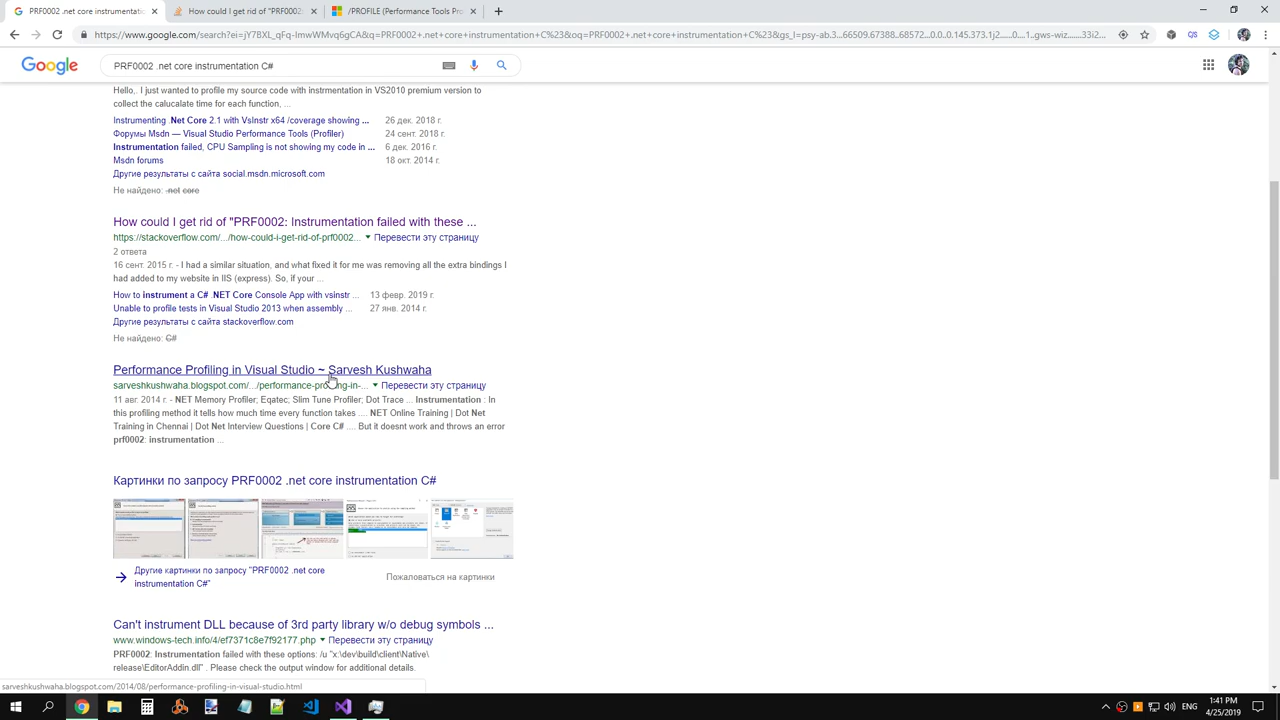 PRF0002 .net core instrumentation
How could I get rid of "PRF0002:
/PROFILE (Performance Tools Pro
https://www.google.com/search?ei=jY7BXL_qFq-ImwWMvq6gCA&q=PRF0002+.net+core+instrumentation+C%23&oq=PRF0002+.net+core+instrumentation+C%23&gs_l=psy-ab.3...66509.67388..68572...0.0..0.145.373.1j2......0....1..gws-wiz.......33i2...
Google
PRF0002 .net core instrumentation C#
Hello,. I just wanted to profile my source code with instrmentation in VS2010 premium version to
collect the calucalate time for each function, ...
Instrumenting .Net Core 2.1 with VsInstr x64 /coverage showing ... 26 дек. 2018 г.
Форумы Msdn — Visual Studio Performance Tools (Profiler) 24 сент. 2018 г.
Instrumentation failed, CPU Sampling is not showing my code in ... 6 дек. 2016 г.
Msdn forums 18 окт. 2014 г.
Другие результаты с сайта social.msdn.microsoft.com
Не найдено: .net core
How could I get rid of "PRF0002: Instrumentation failed with these ...
https://stackoverflow.com/.../how-could-i-get-rid-of-prf0002... Перевести эту страницу
2 ответа
16 сент. 2015 г. - I had a similar situation, and what fixed it for me was removing all the extra bindings I
had added to my website in IIS (express). So, if your ...
How to instrument a C# .NET Core Console App with vsinstr ... 13 февр. 2019 г.
Unable to profile tests in Visual Studio 2013 when assembly ... 27 янв. 2014 г.
Другие результаты с сайта stackoverflow.com
Не найдено: C#
Performance Profiling in Visual Studio ~ Sarvesh Kushwaha
sarveshkushwaha.blogspot.com/.../performance-profiling-in-... Перевести эту страницу
11 авг. 2014 г. - NET Memory Profiler; Eqatec; Slim Tune Profiler; Dot Trace ... Instrumentation : In
this profiling method it tells how much time every function takes .... NET Online Training | Dot Net
Training in Chennai | Dot Net Interview Questions | Core C# .... But it doesnt work and throws an error
prf0002: instrumentation ...
Картинки по запросу PRF0002 .net core instrumentation C#
Другие картинки по запросу "PRF0002 .net core
instrumentation C#"
Пожаловаться на картинки
Can't instrument DLL because of 3rd party library w/o debug symbols ...
www.windows-tech.info/4/ef7371c8e7f92177.php Перевести эту страницу
PRF0002: Instrumentation failed with these options: /u "x:\dev\build\client\Native\
release\EditorAddin.dll" . Please check the output window for additional details.
sarveshkushwaha.blogspot.com/2014/08/performance-profiling-in-visual-studio.html
ENG
1:41 PM
4/25/2019